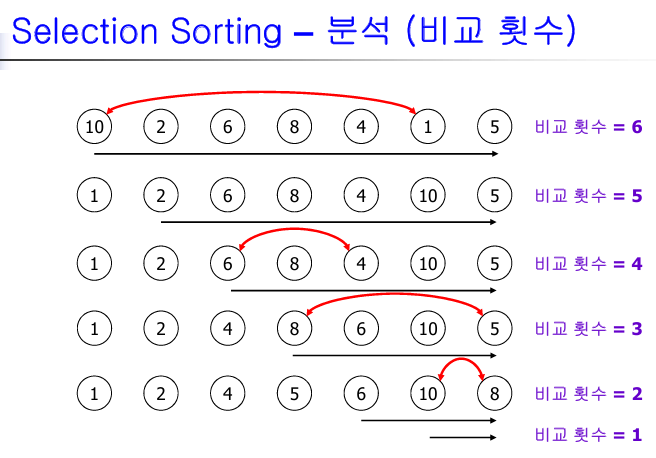 Selection Sorting – 분석 (비교 횟수)
10 2 6 8 4 1 5 비교 횟수 = 6
1 2 6 8 4 10 5 비교 횟수 = 5
1 2 6 8 4 10 5 비교 횟수 = 4
1 2 4 8 6 10 5 비교 횟수 = 3
1 2 4 5 6 10 8 비교 횟수 = 2
비교 횟수 = 1